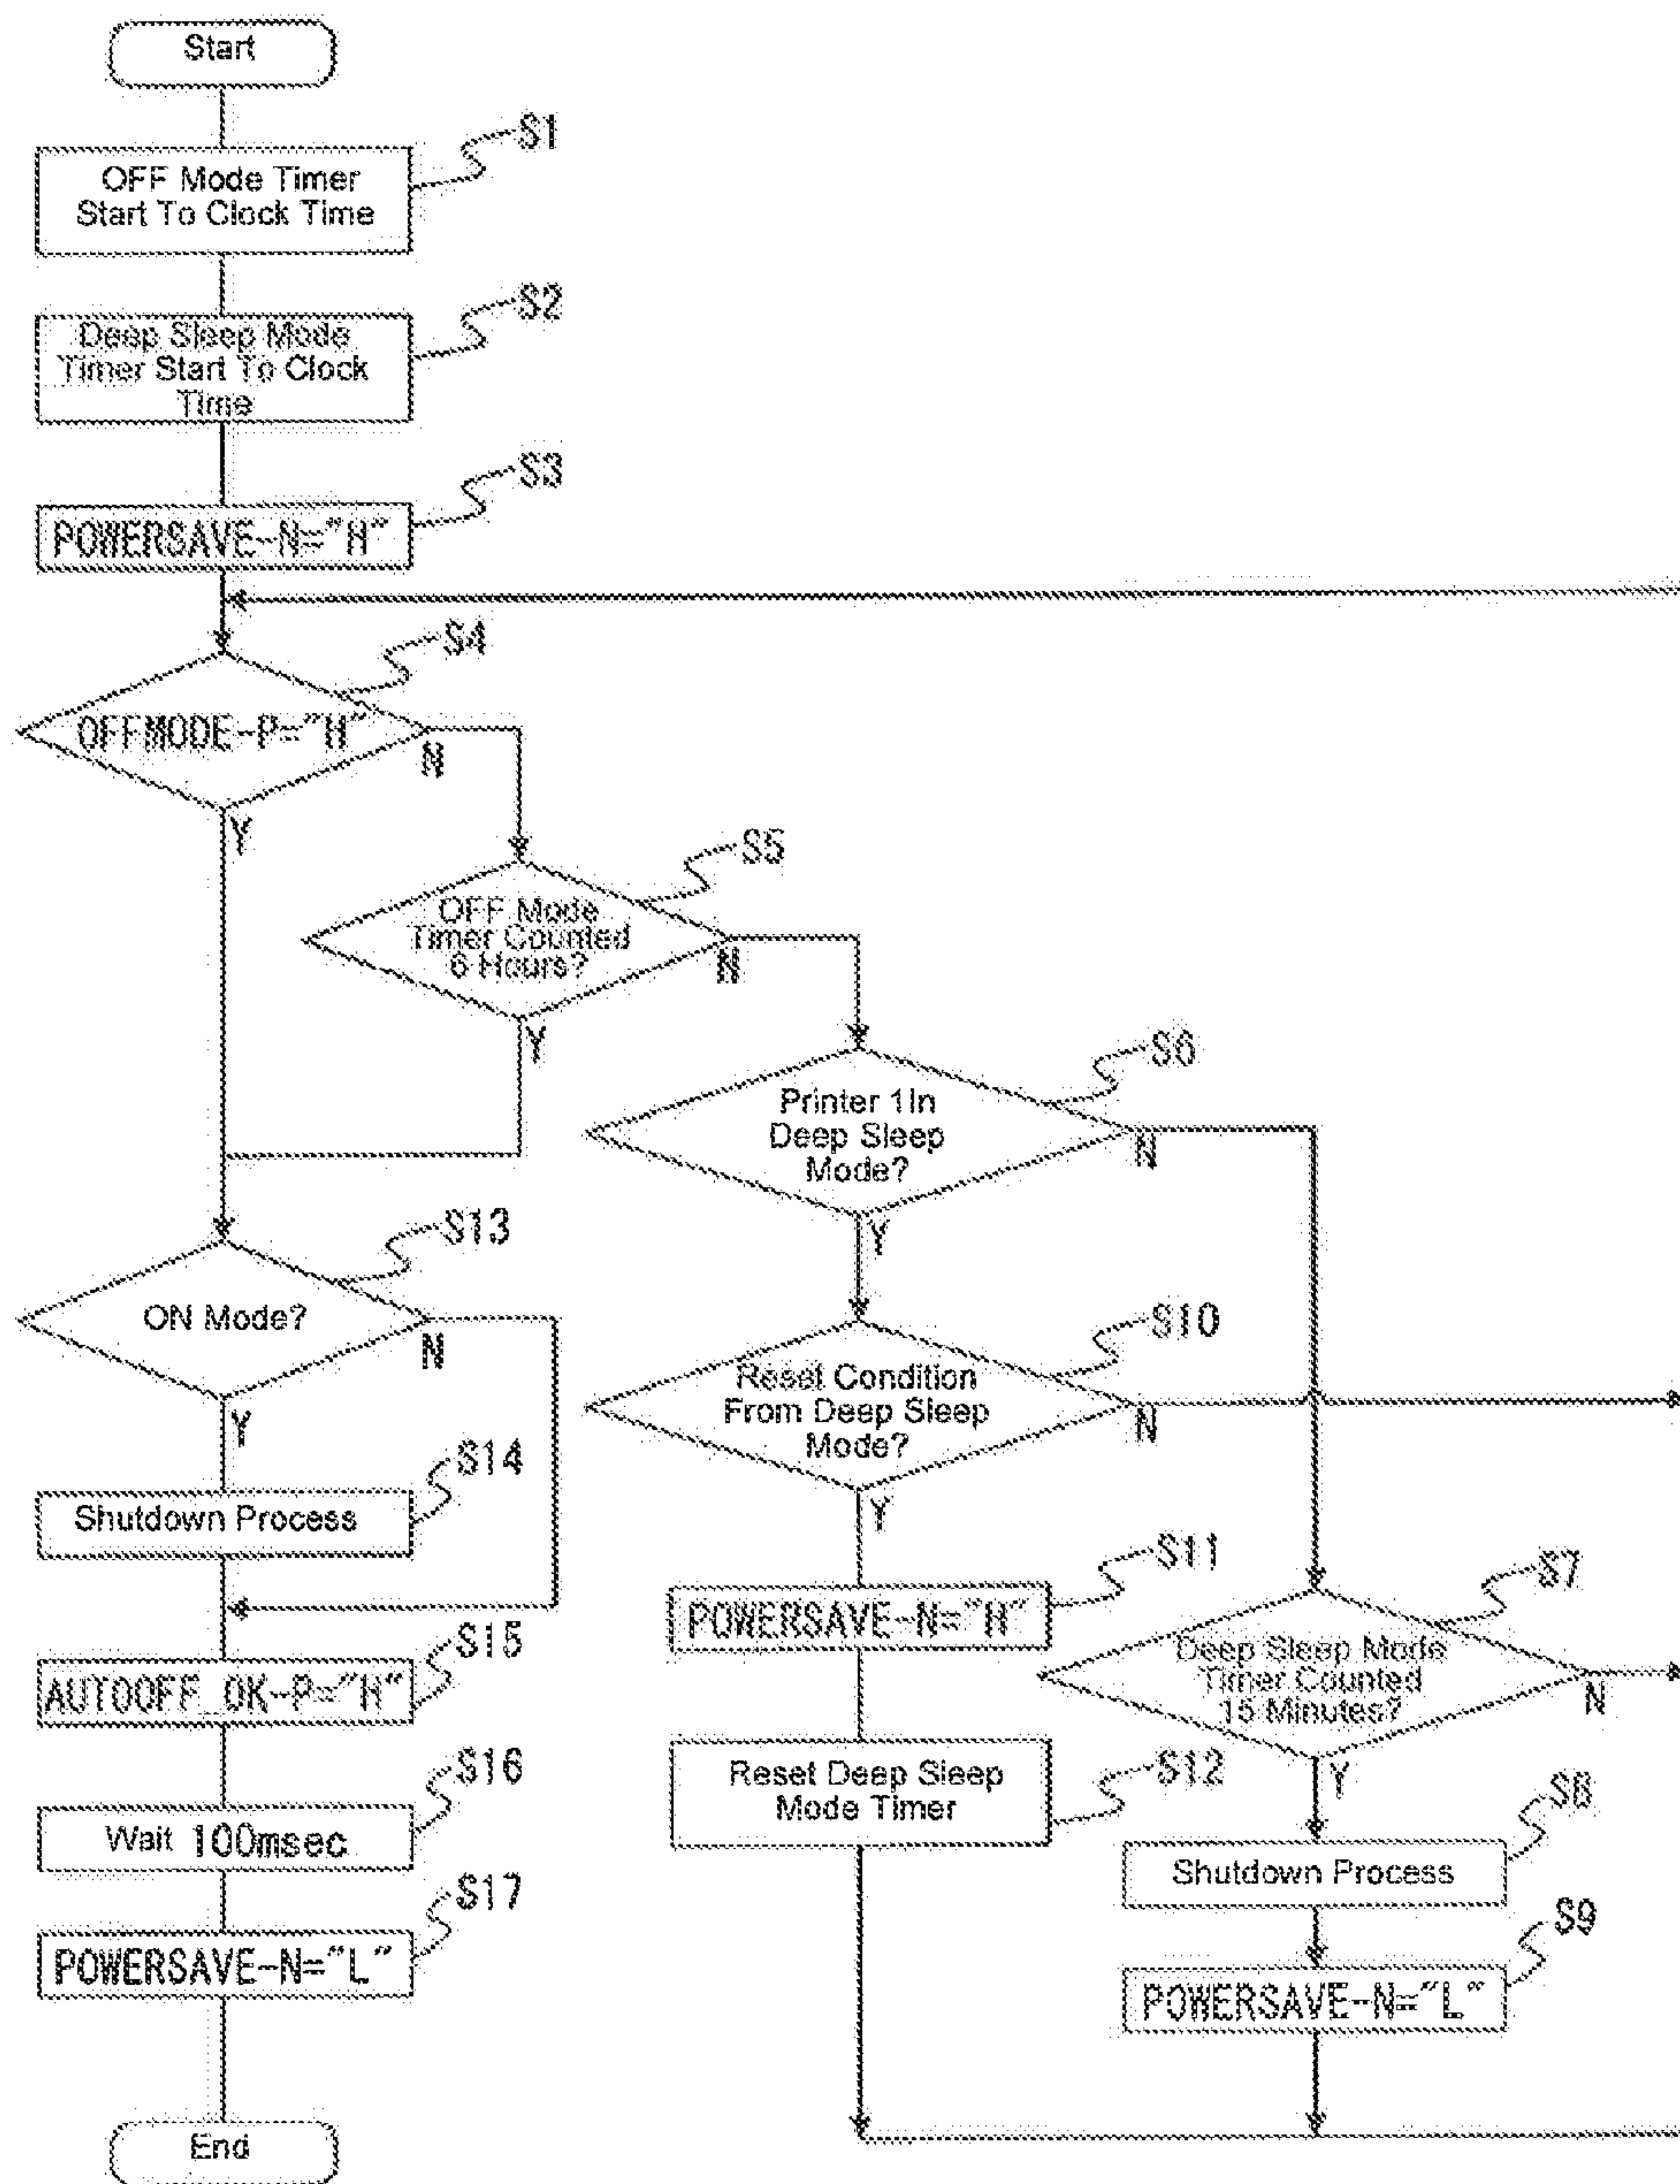 Start
S1
OFF Mode Timer
Start To Clock Time
S2
Deep Sleep Mode
Timer Start To Clock
Time
S3
POWERSAVE-N="H"
S4
OFFMODE-P="H"
N
Y
S5
OFF Mode
Timer Counted
6 Hours?
N
Y
S6
Printer 1In
Deep Sleep
Mode?
N
Y
S13
ON Mode?
N
Y
S10
Reset Condition
From Deep Sleep
Mode?
N
Y
S14
Shutdown Process
S11
POWERSAVE-N="H"
S7
Deep Sleep Mode
Timer Counted
15 Minutes?
N
Y
S15
AUTOOFF_OK-P="H"
S12
Reset Deep Sleep
Mode Timer
S16
Wait 100msec
S8
Shutdown Process
S17
POWERSAVE-N="L"
S9
POWERSAVE-N="L"
End